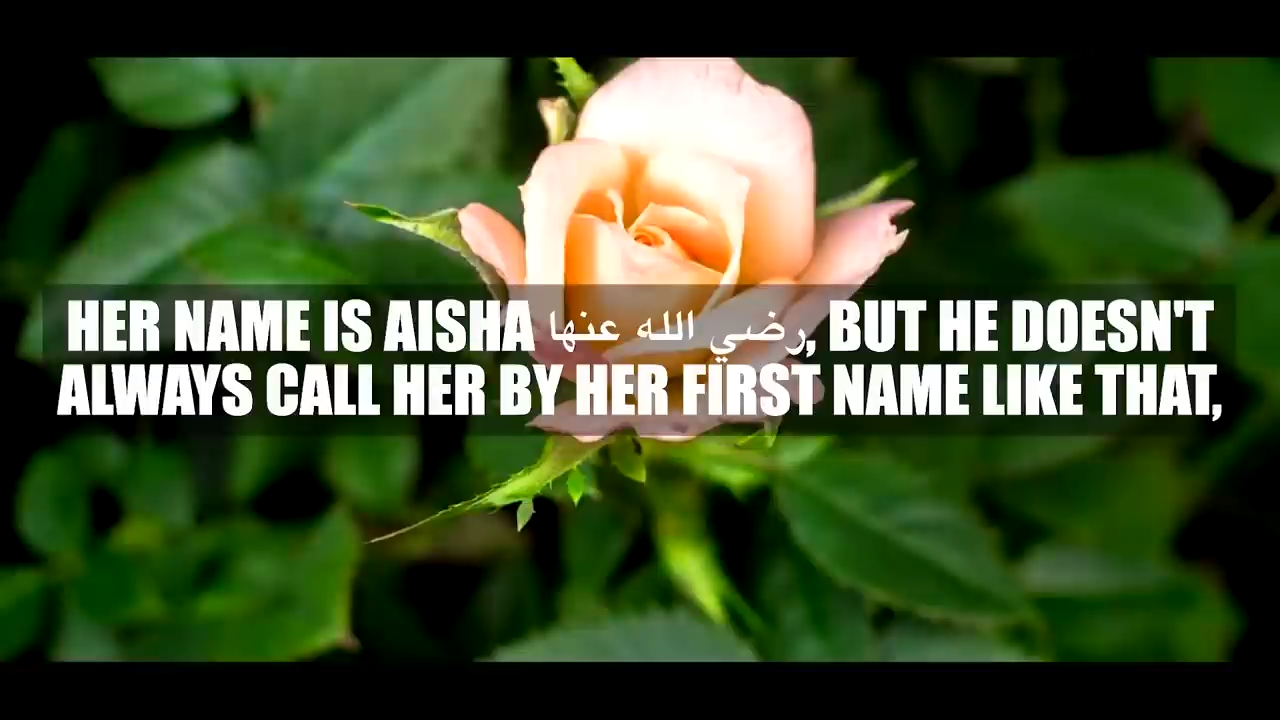 HER NAME IS AISHA رضي الله عنها, BUT HE DOESN'T
ALWAYS CALL HER BY HER FIRST NAME LIKE THAT,